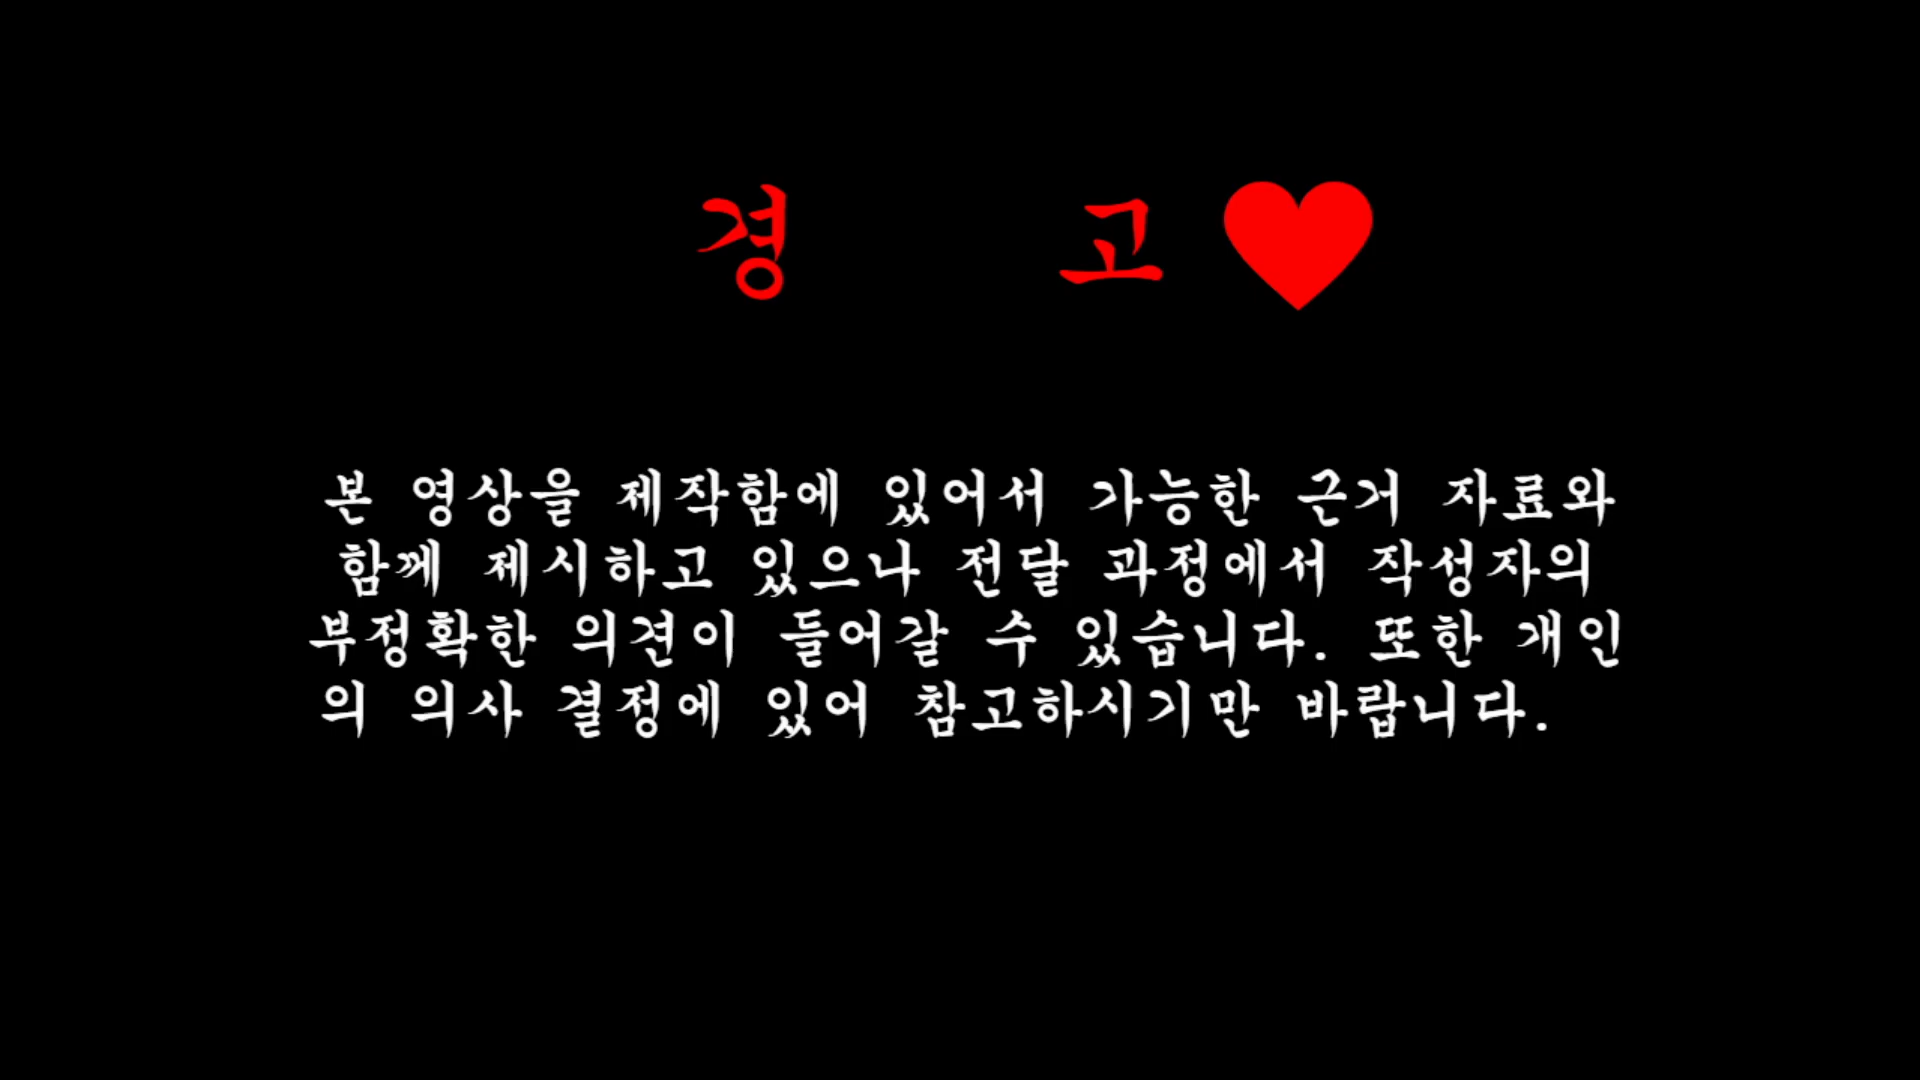 경 고♥
본 영상을 제작함에 있어서 가능한 근거 자료와
함께 제시하고 있으나 전달 과정에서 작성자의
부정확한 의견이 들어갈 수 있습니다. 또한 개인
의 의사 결정에 있어 참고하시기만 바랍니다.